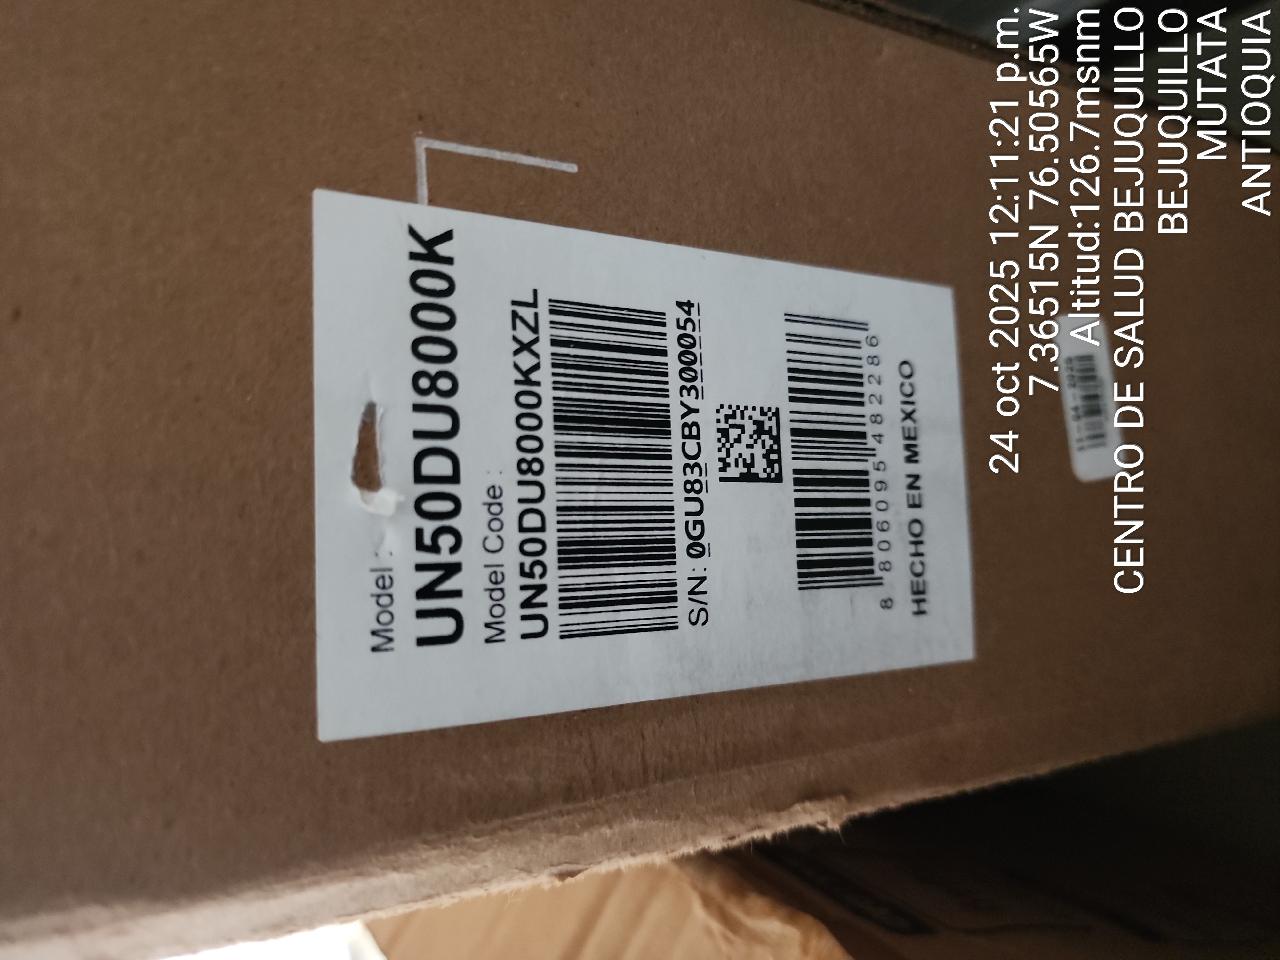 Model :
UN50DU8000K
Model Code :
UN50DU8000KXZL
S/N: 0GU83CBY300054
8 806095 482286
HECHO EN MEXICO
24 oct 2025 12:11:21 p.m.
7.36515N 76.50565W
Altitud:126.7msnm
CENTRO DE SALUD BEJUQUILLO
BEJUQUILLO
MUTATA
ANTIOQUIA